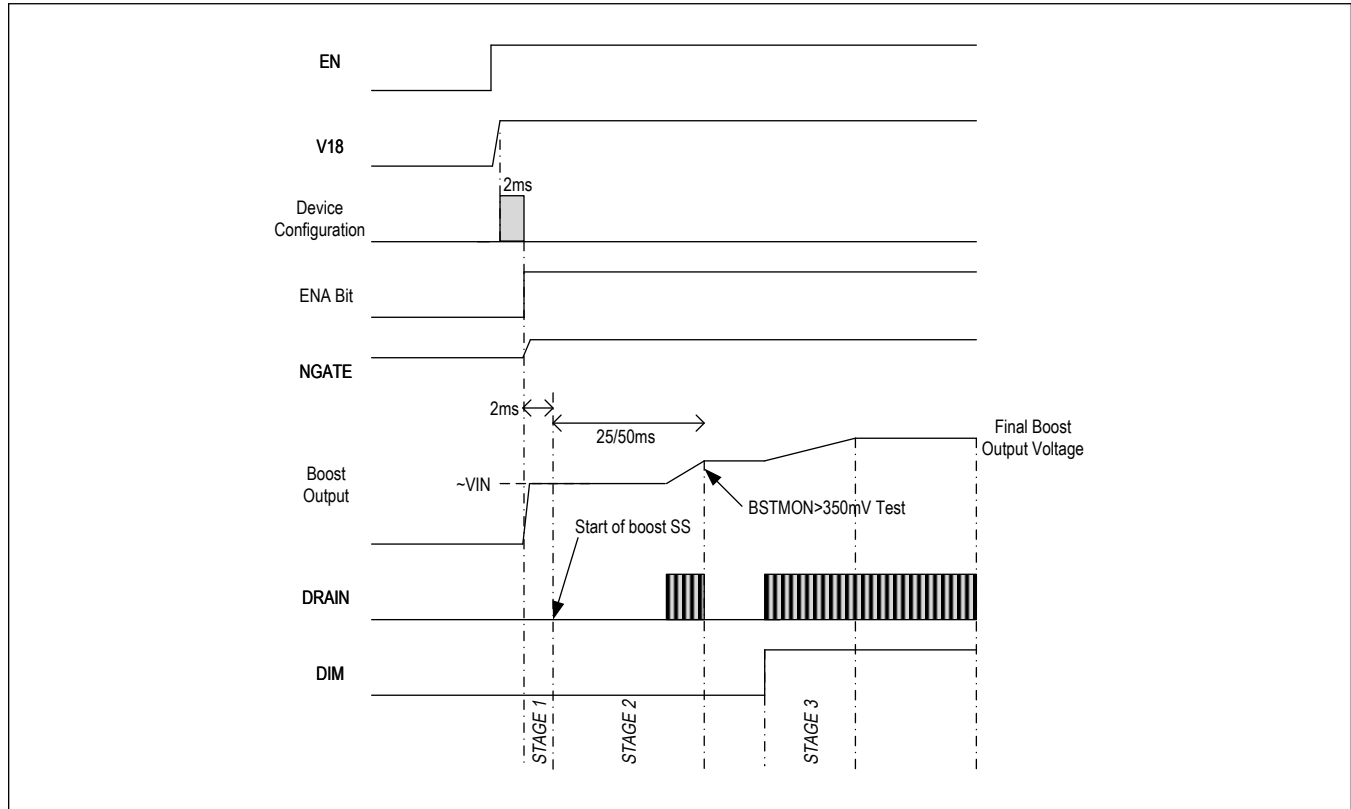 EN
V18
2ms
Device
Configuration
ENA Bit
NGATE
2ms
25/50ms
Final Boost
Output Voltage
Boost
Output
~VIN
BSTMON>350mV Test
Start of boost SS
DRAIN
DIM
STAGE 1
STAGE 2
STAGE 3